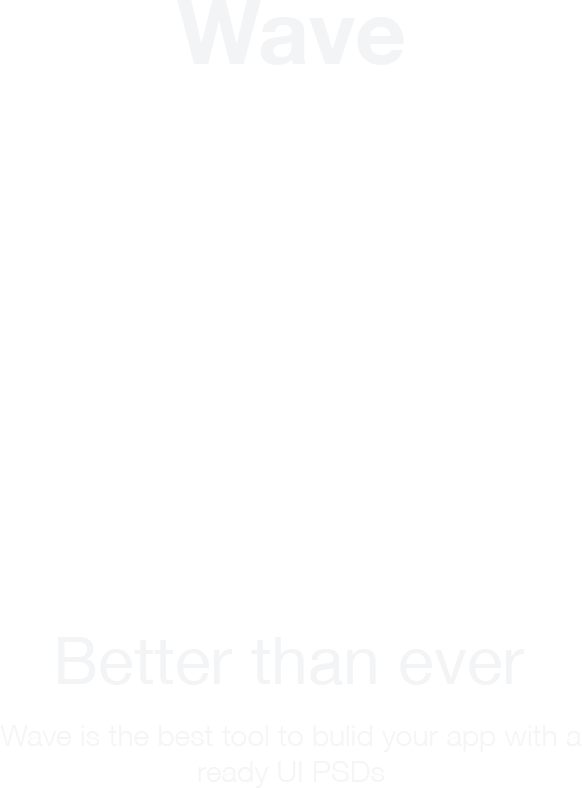 Wave
Better than ever
Wave is the best tool to bulid your app with a
ready UI PSDs